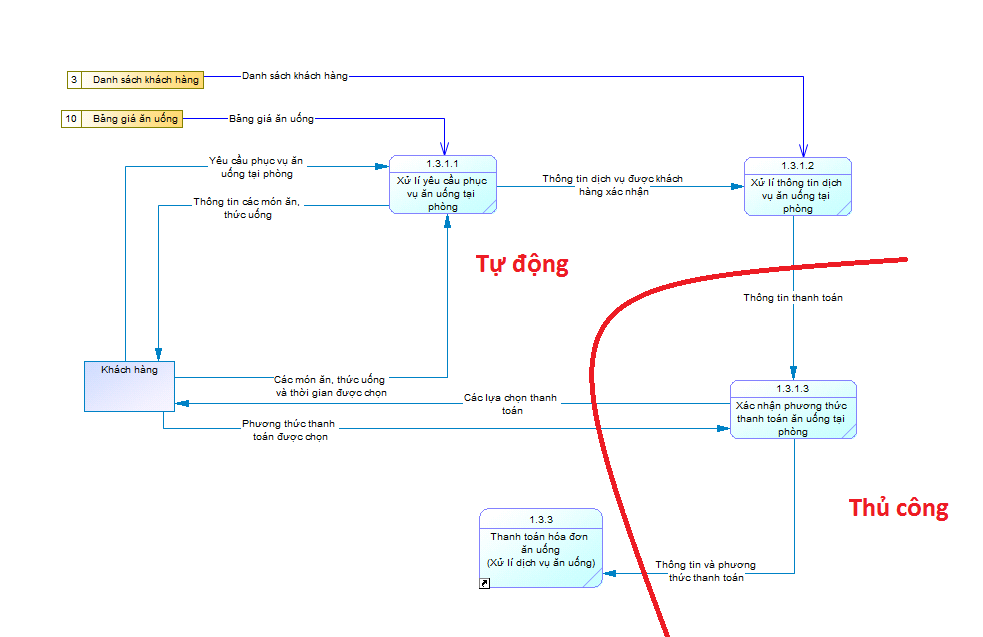 3 Danh sách khách hàng
Danh sách khách hàng
10 Bảng giá ăn uống
Bảng giá ăn uống
Yêu cầu phục vụ ăn
uống tại phòng
1.3.1.1
Xử lí yêu cầu phục
vụ ăn uống tại
phòng
Thông tin dịch vụ được khách
hàng xác nhận
1.3.1.2
Xử lí thông tin dịch
vụ ăn uống tại
phòng
Thông tin các món ăn,
thức uống
Tự động
Thông tin thanh toán
Khách hàng
Các món ăn, thức uống
và thời gian được chọn
Các lựa chọn thanh
toán
1.3.1.3
Xác nhận phương thức
thanh toán ăn uống tại
phòng
Phương thức thanh
toán được chọn
Thủ công
1.3.3
Thanh toán hóa đơn
ăn uống
(Xử lí dịch vụ ăn uống)
Thông tin và phương
thức thanh toán